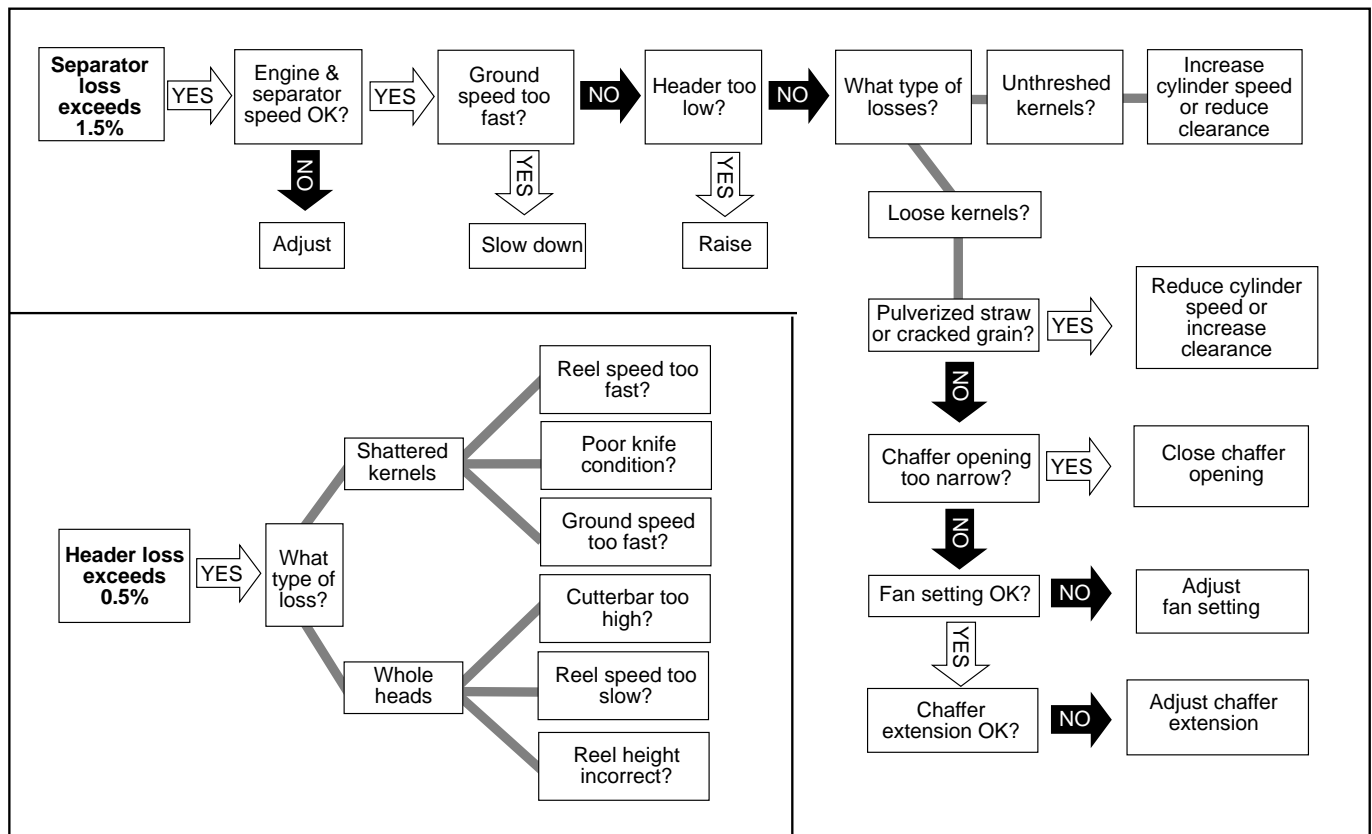 Separator
loss
exceeds
1.5%
YES
Engine &
separator
speed OK?
YES
Ground
speed too
fast?
NO
Header too
low?
NO
What type of
losses?
Unthreshed
kernels?
Increase
cylinder speed
or reduce
clearance
NO
Adjust
YES
Slow down
YES
Raise
Loose kernels?
Pulverized straw
or cracked grain?
YES
Reduce cylinder
speed or
increase
clearance
NO
Chaffer opening
too narrow?
YES
Close chaffer
opening
NO
Fan setting OK?
NO
Adjust
fan setting
YES
Chaffer
extension OK?
NO
Adjust chaffer
extension
Header loss
exceeds
0.5%
YES
What
type of
loss?
Shattered
kernels
Reel speed too
fast?
Poor knife
condition?
Ground speed
too fast?
Whole
heads
Cutterbar too
high?
Reel speed too
slow?
Reel height
incorrect?